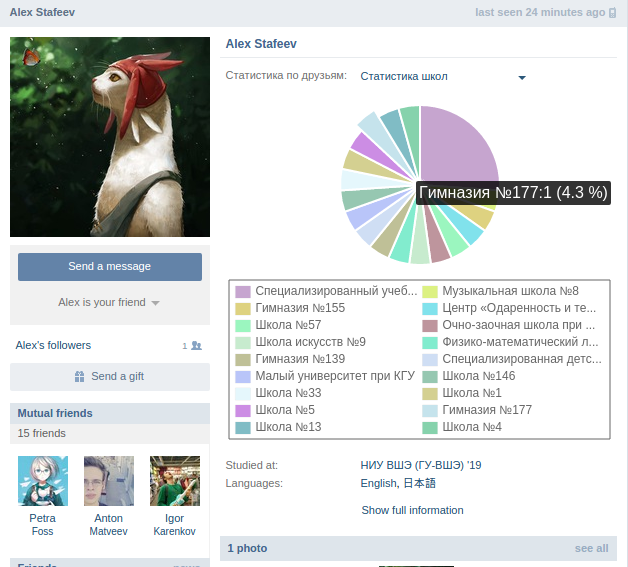 Alex Stafeev
last seen 24 minutes ago
Alex Stafeev
Статистика по друзьям: Статистика школ
Гимназия №177:1 (4.3 %)
Send a message
Alex is your friend
Alex's followers 1
Send a gift
Mutual friends
15 friends
Petra Foss
Anton Matveev
Igor Karenkov
Специализированный учеб... Музыкальная школа №8
Гимназия №155 Центр «Одаренность и те...
Школа №57 Очно-заочная школа при ...
Школа искусств №9 Физико-математический л...
Гимназия №139 Специализированная детс...
Малый университет при КГУ Школа №146
Школа №33 Школа №1
Школа №5 Гимназия №177
Школа №13 Школа №4
Studied at: НИУ ВШЭ (ГУ-ВШЭ) '19
Languages: English, 日本語
Show full information
1 photo see all